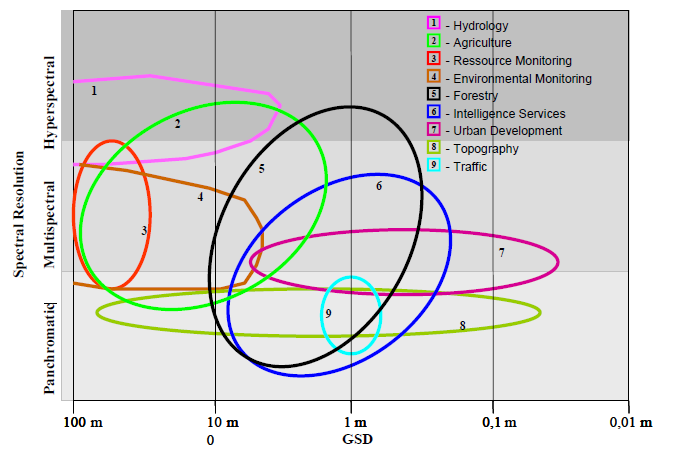 1 - Hydrology
2 - Agriculture
3 - Ressource Monitoring
4 - Environmental Monitoring
5 - Forestry
6 - Intelligence Services
7 - Urban Development
8 - Topography
9 - Traffic
Spectral Resolution
Hyperspectral
Multispectral
Panchromatic
1
2
3
4
5
6
7
8
9
100 m 10 m 1 m 0,1 m 0,01 m
0 GSD